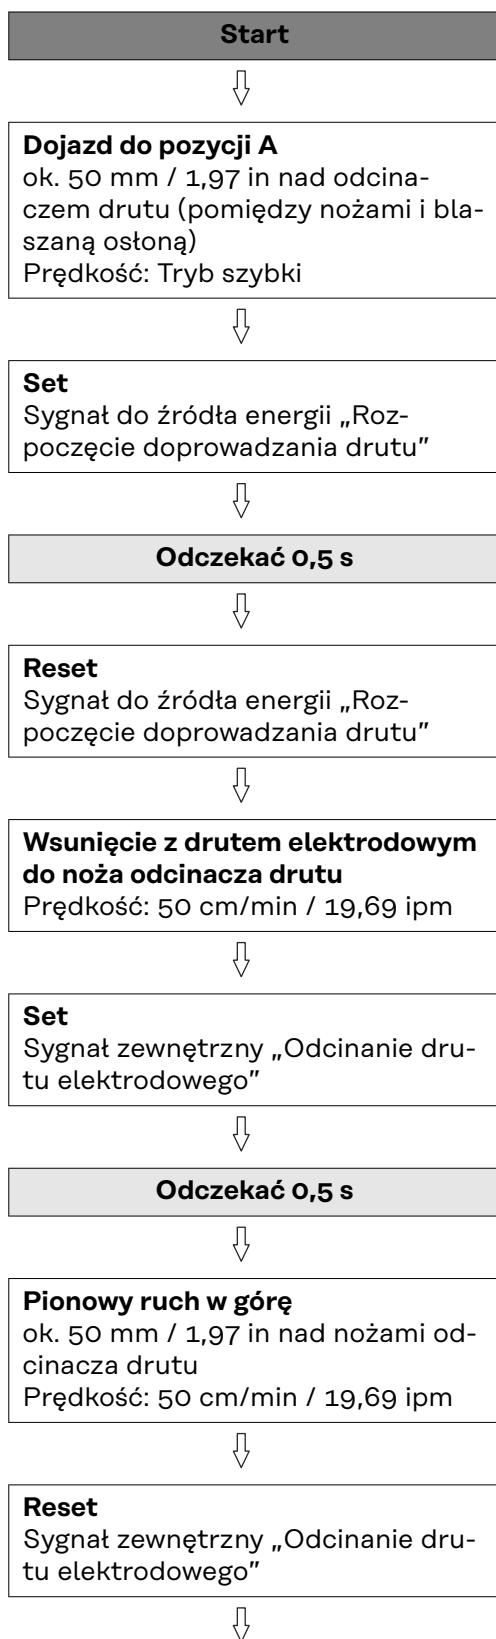 Start
Dojazd do pozycji A
ok. 50 mm / 1,97 in nad odcina-
czem drutu (pomiędzy nożami i bla-
szaną osłoną)
Prędkość: Tryb szybki
Set
Sygnał do źródła energii „Roz-
poczęcie doprowadzania drutu”
Odczekać 0,5 s
Reset
Sygnał do źródła energii „Roz-
poczęcie doprowadzania drutu”
Wsunięcie z drutem elektrodowym
do noża odcinacza drutu
Prędkość: 50 cm/min / 19,69 ipm
Set
Sygnał zewnętrzny „Odcinanie dru-
tu elektrodowego”
Odczekać 0,5 s
Pionowy ruch w górę
ok. 50 mm / 1,97 in nad nożami od-
cinacza drutu
Prędkość: 50 cm/min / 19,69 ipm
Reset
Sygnał zewnętrzny „Odcinanie dru-
tu elektrodowego”